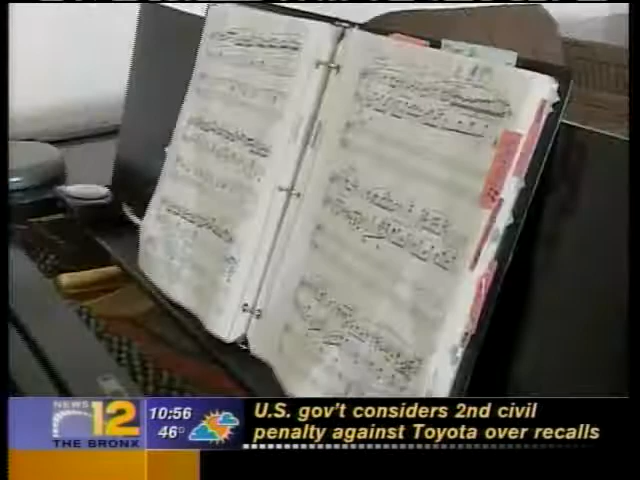 NEWS
12
THE BRONX
10:56
46°
U.S. gov't considers 2nd civil
penalty against Toyota over recalls